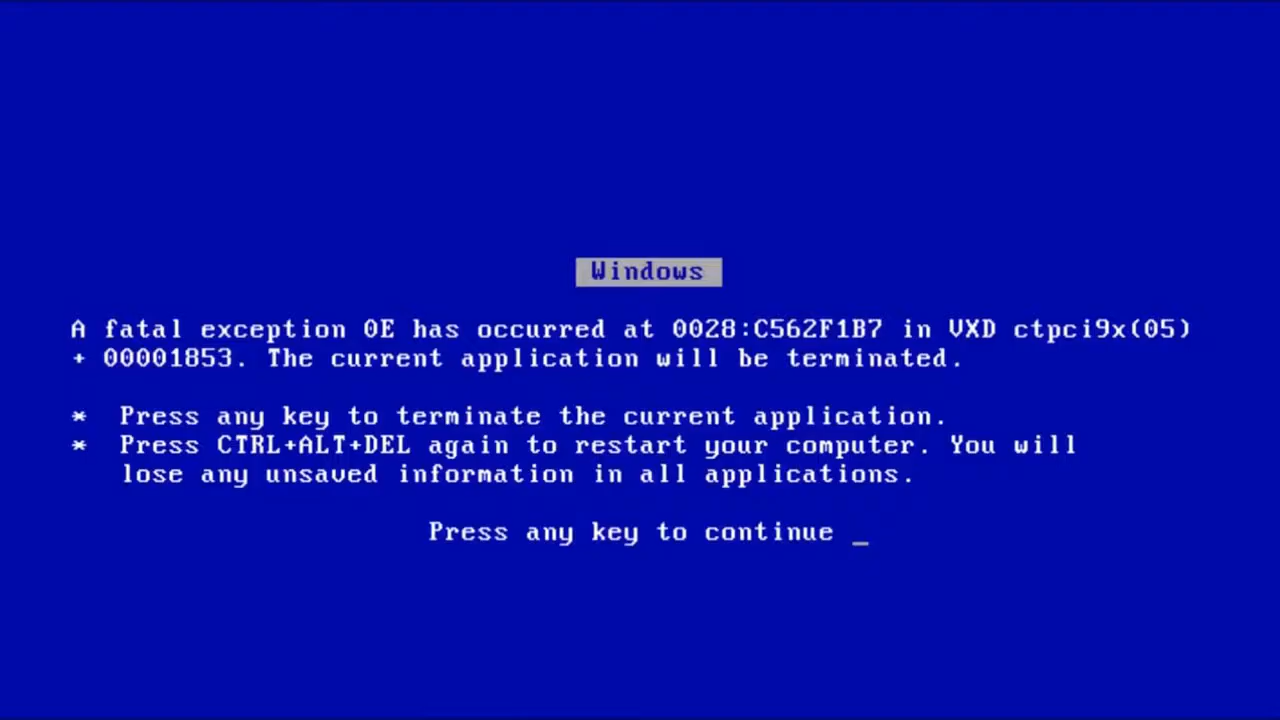 Windows
A fatal exception 0E has occurred at 0028:C562F1B7 in VXD ctpci9x(05)
+ 00001853. The current application will be terminated.
* Press any key to terminate the current application.
* Press CTRL+ALT+DEL again to restart your computer. You will
lose any unsaved information in all applications.
Press any key to continue _